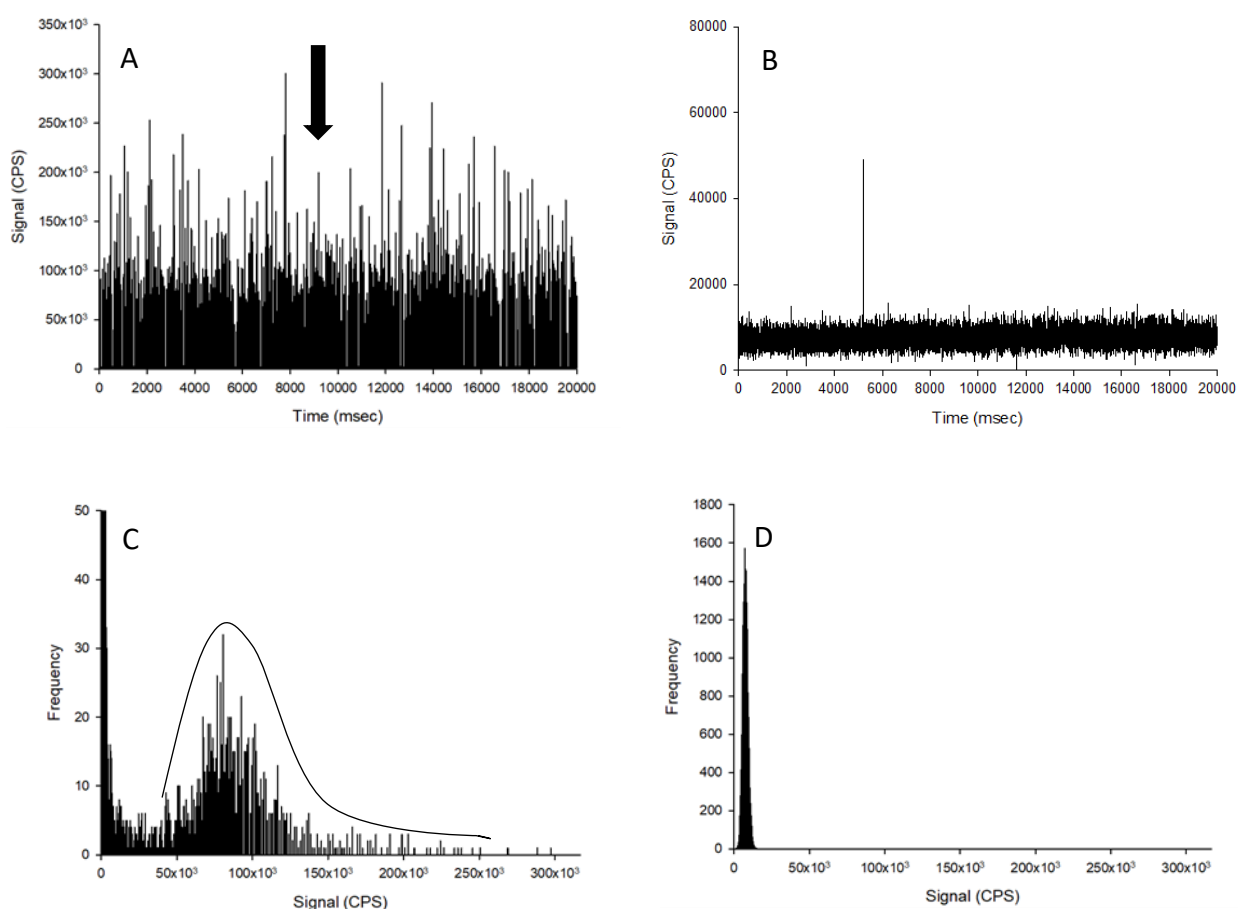 A
350x10³
300x10³
250x10³
200x10³
150x10³
100x10³
50x10³
0
Signal (CPS)
0 2000 4000 6000 8000 10000 12000 14000 16000 18000 20000
Time (msec)
B
80000
60000
40000
20000
0
Signal (CPS)
0 2000 4000 6000 8000 10000 12000 14000 16000 18000 20000
Time (msec)
C
50
40
30
20
10
0
Frequency
0 50x10³ 100x10³ 150x10³ 200x10³ 250x10³ 300x10³
Signal (CPS)
D
1800
1600
1400
1200
1000
800
600
400
200
0
Frequency
0 50x10³ 100x10³ 150x10³ 200x10³ 250x10³ 300x10³
Signal (CPS)